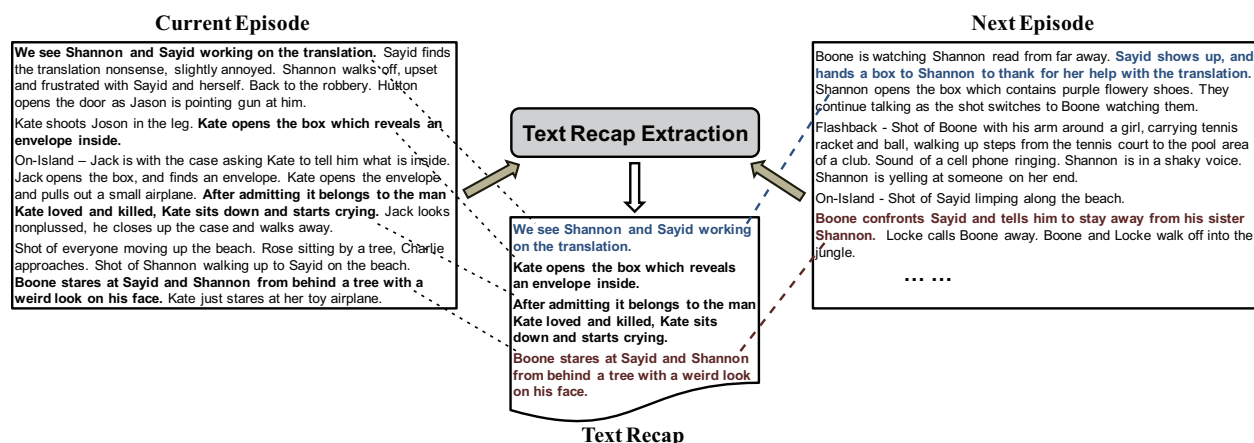 Current Episode
We see Shannon and Sayid working on the translation. Sayid finds
the translation nonsense, slightly annoyed. Shannon walks off, upset
and frustrated with Sayid and herself. Back to the robbery. Hutton
opens the door as Jason is pointing gun at him.
Kate shoots Joson in the leg. Kate opens the box which reveals an
envelope inside.
On-Island – Jack is with the case asking Kate to tell him what is inside.
Jack opens the box, and finds an envelope. Kate opens the envelope
and pulls out a small airplane. After admitting it belongs to the man
Kate loved and killed, Kate sits down and starts crying. Jack looks
nonplussed, he closes up the case and walks away.
Shot of everyone moving up the beach. Rose sitting by a tree, Charlie
approaches. Shot of Shannon walking up to Sayid on the beach.
Boone stares at Sayid and Shannon from behind a tree with a
weird look on his face. Kate just stares at her toy airplane.
Text Recap Extraction
We see Shannon and Sayid working
on the translation.
Kate opens the box which reveals
an envelope inside.
After admitting it belongs to the man
Kate loved and killed, Kate sits
down and starts crying.
Boone stares at Sayid and Shannon
from behind a tree with a weird look
on his face.
Text Recap
Next Episode
Boone is watching Shannon read from far away. Sayid shows up, and
hands a box to Shannon to thank for her help with the translation.
Shannon opens the box which contains purple flowery shoes. They
continue talking as the shot switches to Boone watching them.
Flashback - Shot of Boone with his arm around a girl, carrying tennis
racket and ball, walking up steps from the tennis court to the pool area
of a club. Sound of a cell phone ringing. Shannon is in a shaky voice.
Shannon is yelling at someone on her end.
On-Island - Shot of Sayid limping along the beach.
Boone confronts Sayid and tells him to stay away from his sister
Shannon. Locke calls Boone away. Boone and Locke walk off into the
jungle.
... ...